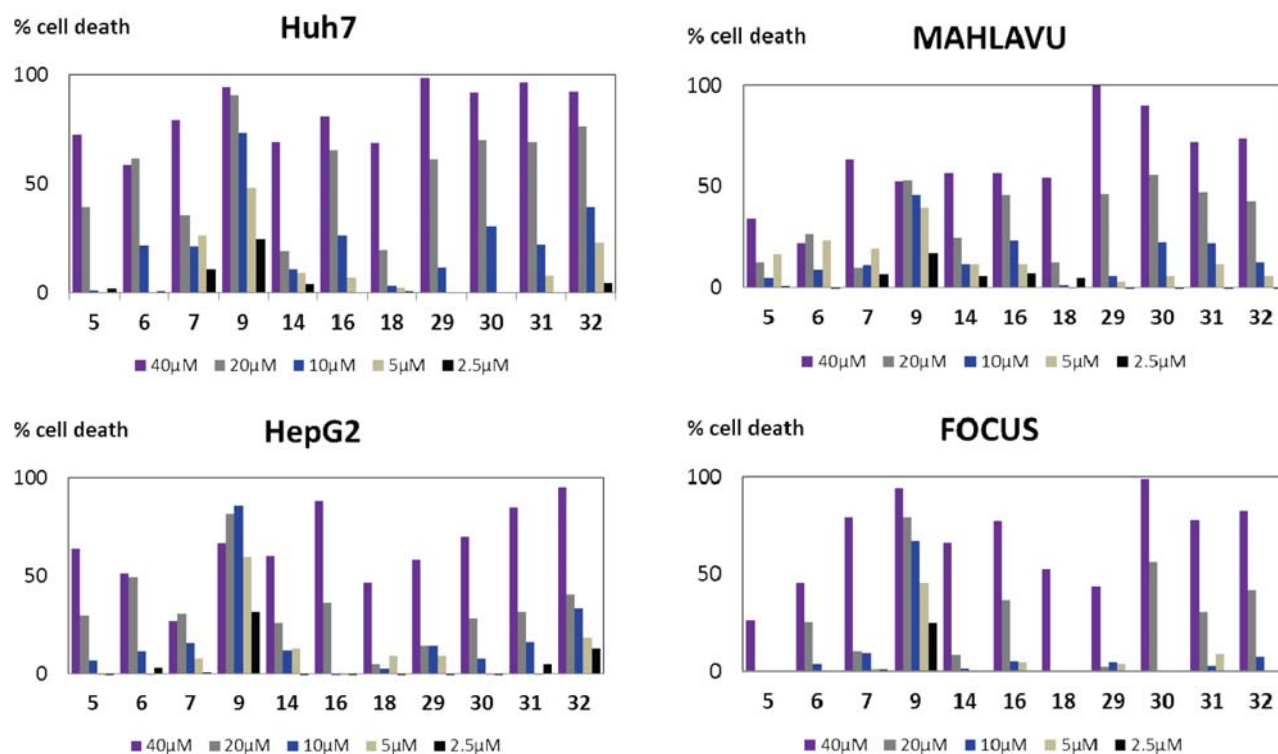 % cell death
Huh7
100
50
0
5 6 7 9 14 16 18 29 30 31 32
40µM 20µM 10µM 5µM 2.5µM
% cell death
MAHLAVU
100
50
0
5 6 7 9 14 16 18 29 30 31 32
40µM 20µM 10µM 5µM 2.5µM
% cell death
HepG2
100
50
0
5 6 7 9 14 16 18 29 30 31 32
40µM 20µM 10µM 5µM 2.5µM
% cell death
FOCUS
100
50
0
5 6 7 9 14 16 18 29 30 31 32
40µM 20µM 10µM 5µM 2.5µM